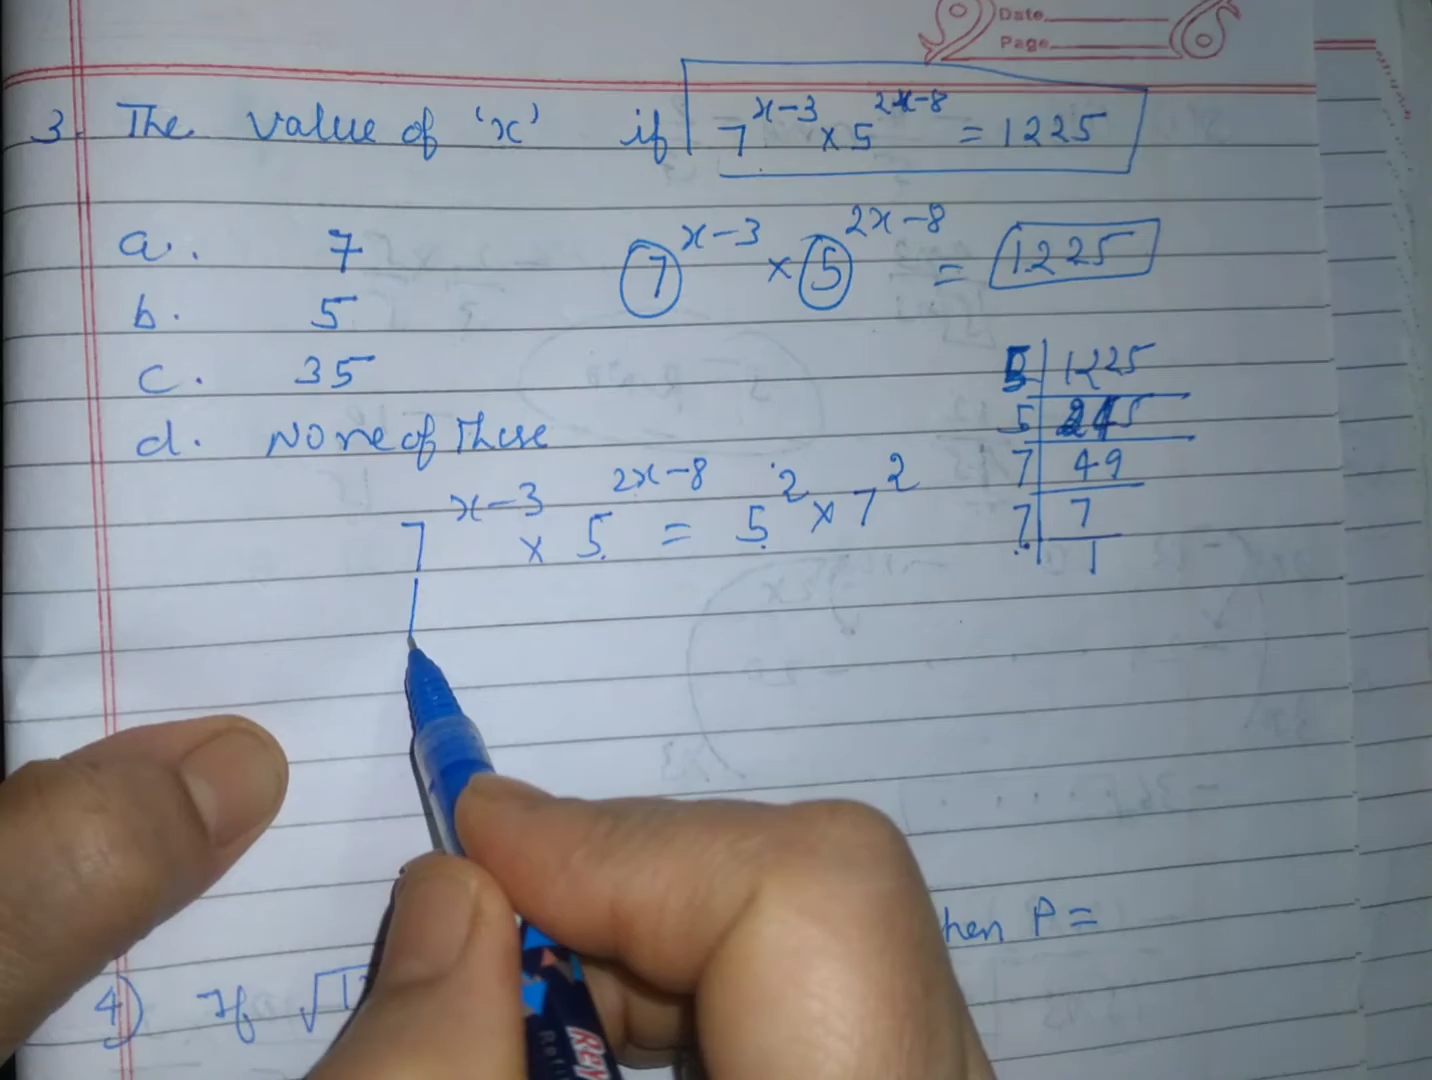 Date
Page
3. The value of 'x' if 7^{x-3} × 5^{2x-8} = 1225
a. 7
7^{x-3} × 5^{2x-8} = 1225
b. 5
c. 35
d. None of These
5 | 1225
5 | 245
7 | 49
7 | 7
1
7^{x-3} × 5^{2x-8} = 5^2 × 7^2
hen P =
4) If √1